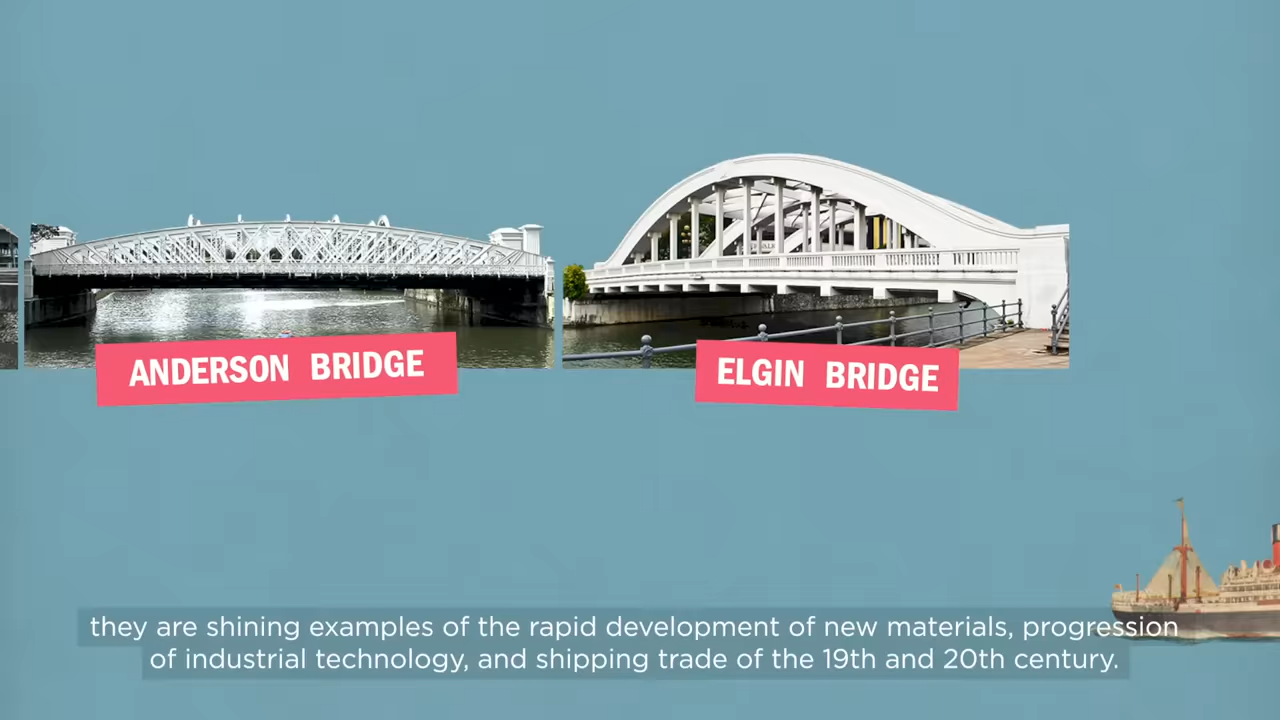 ANDERSON BRIDGE
ELGIN BRIDGE
they are shining examples of the rapid development of new materials, progression
of industrial technology, and shipping trade of the 19th and 20th century.